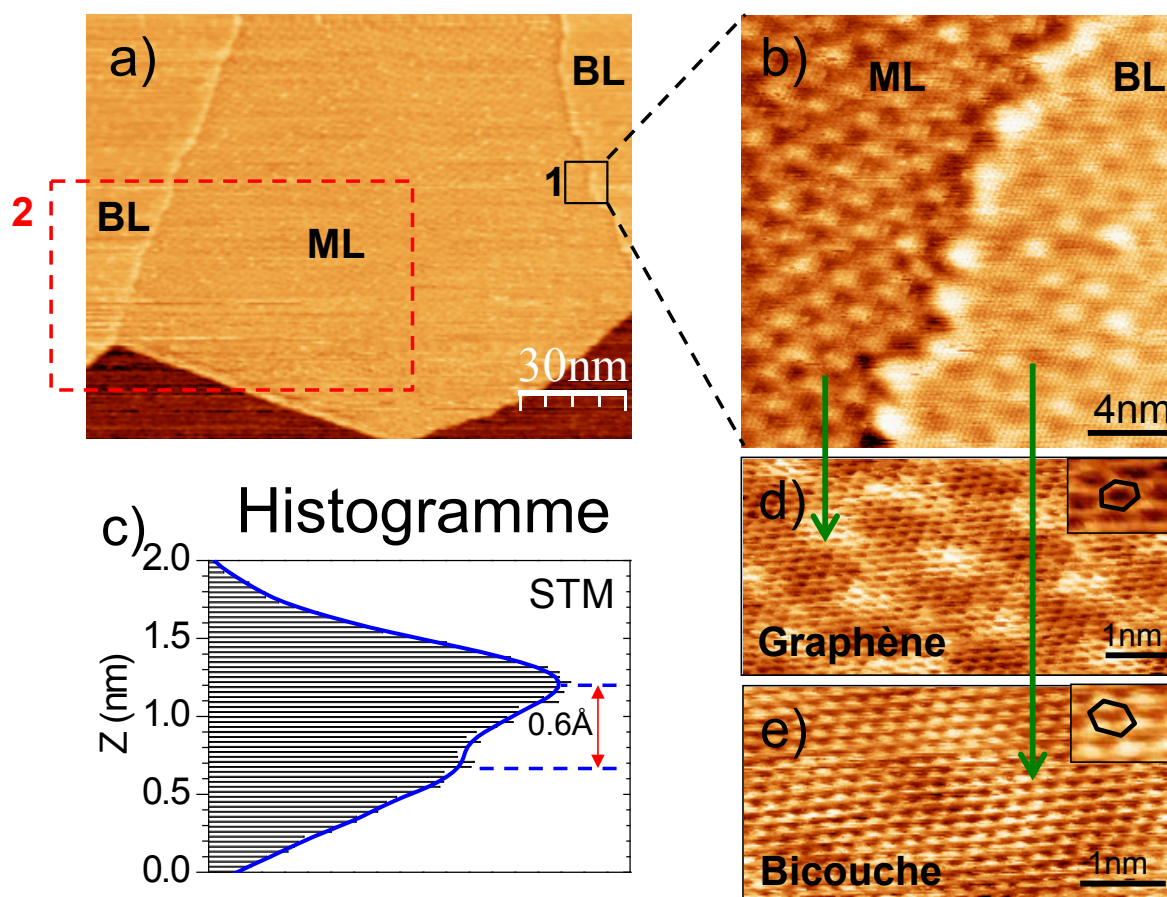 a)
BL
1
2
BL
ML
30nm
b)
ML
BL
4nm
Histogramme
c)
2.0
STM
1.5
1.0
0.6Å
0.5
0.0
Z (nm)
d)
Graphène
1nm
e)
Bicouche
1nm